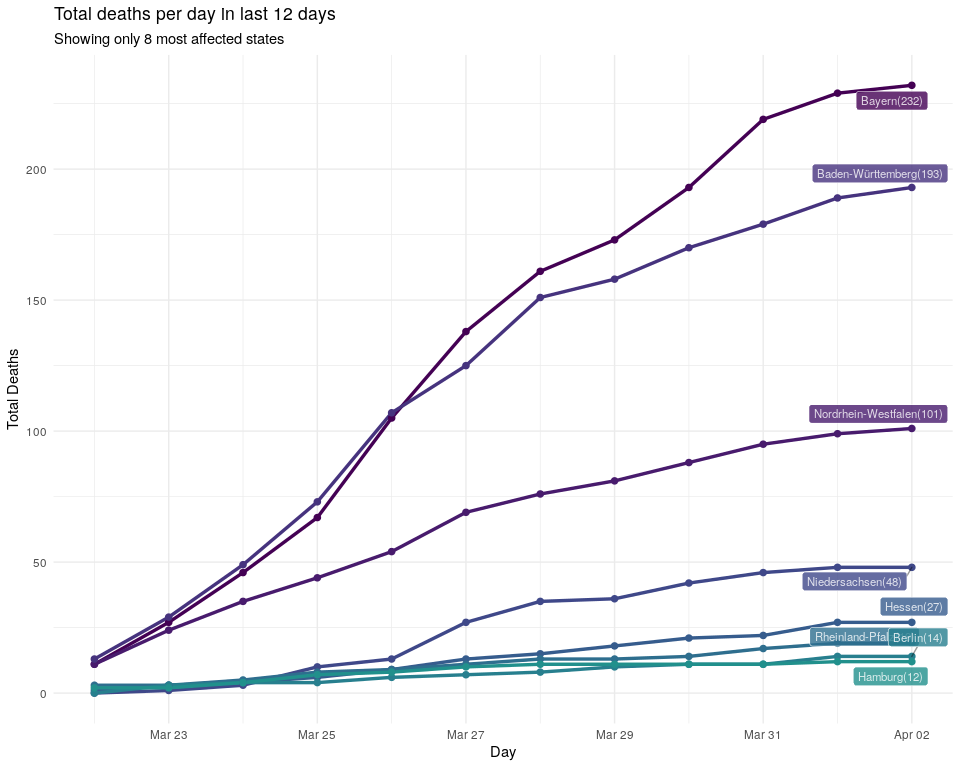 Total deaths per day in last 12 days
Showing only 8 most affected states
Total Deaths
200
150
100
50
0
Bayern(232)
Baden-Württemberg(193)
Nordrhein-Westfalen(101)
Niedersachsen(48)
Hessen(27)
Berlin(14)
Hamburg(12)
Mar 23
Mar 25
Mar 27
Mar 29
Mar 31
Apr 02
Day